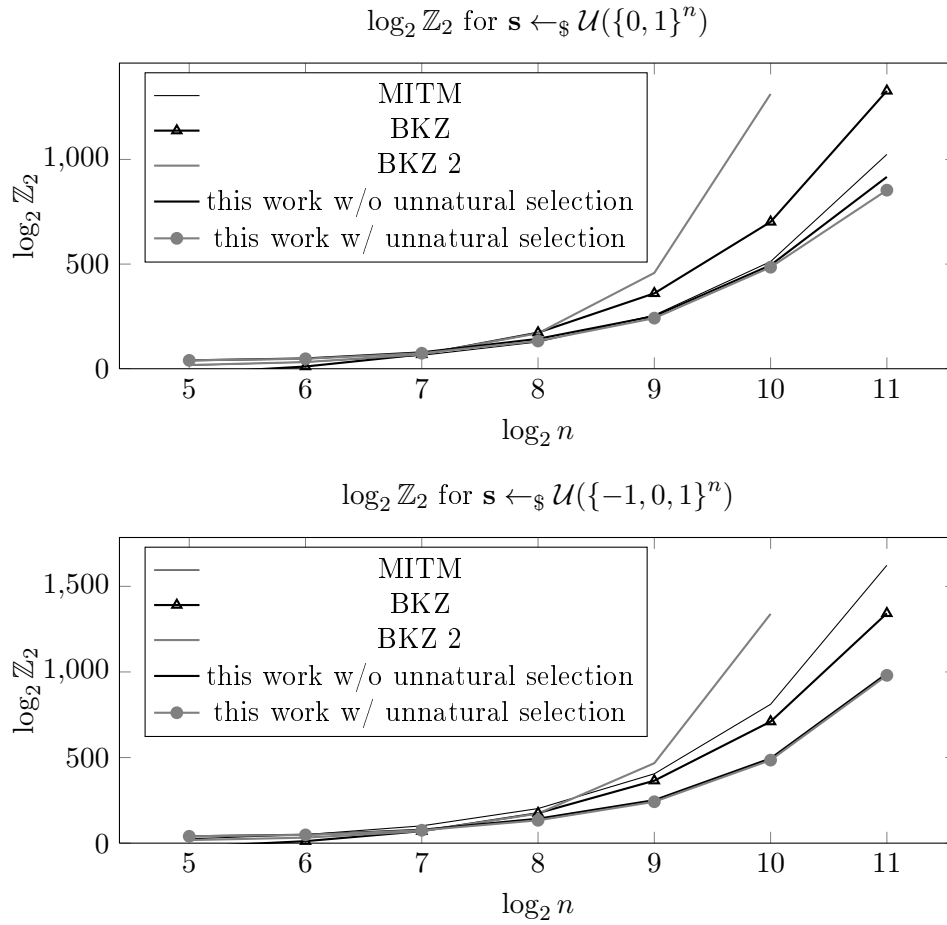 log₂ ℤ₂ for s ←$ 𝒰({0, 1}ⁿ)
MITM
BKZ
BKZ 2
this work w/o unnatural selection
this work w/ unnatural selection
1,000
500
0
log₂ ℤ₂
5 6 7 8 9 10 11
log₂ n
log₂ ℤ₂ for s ←$ 𝒰({−1, 0, 1}ⁿ)
MITM
BKZ
BKZ 2
this work w/o unnatural selection
this work w/ unnatural selection
1,500
1,000
500
0
log₂ ℤ₂
5 6 7 8 9 10 11
log₂ n